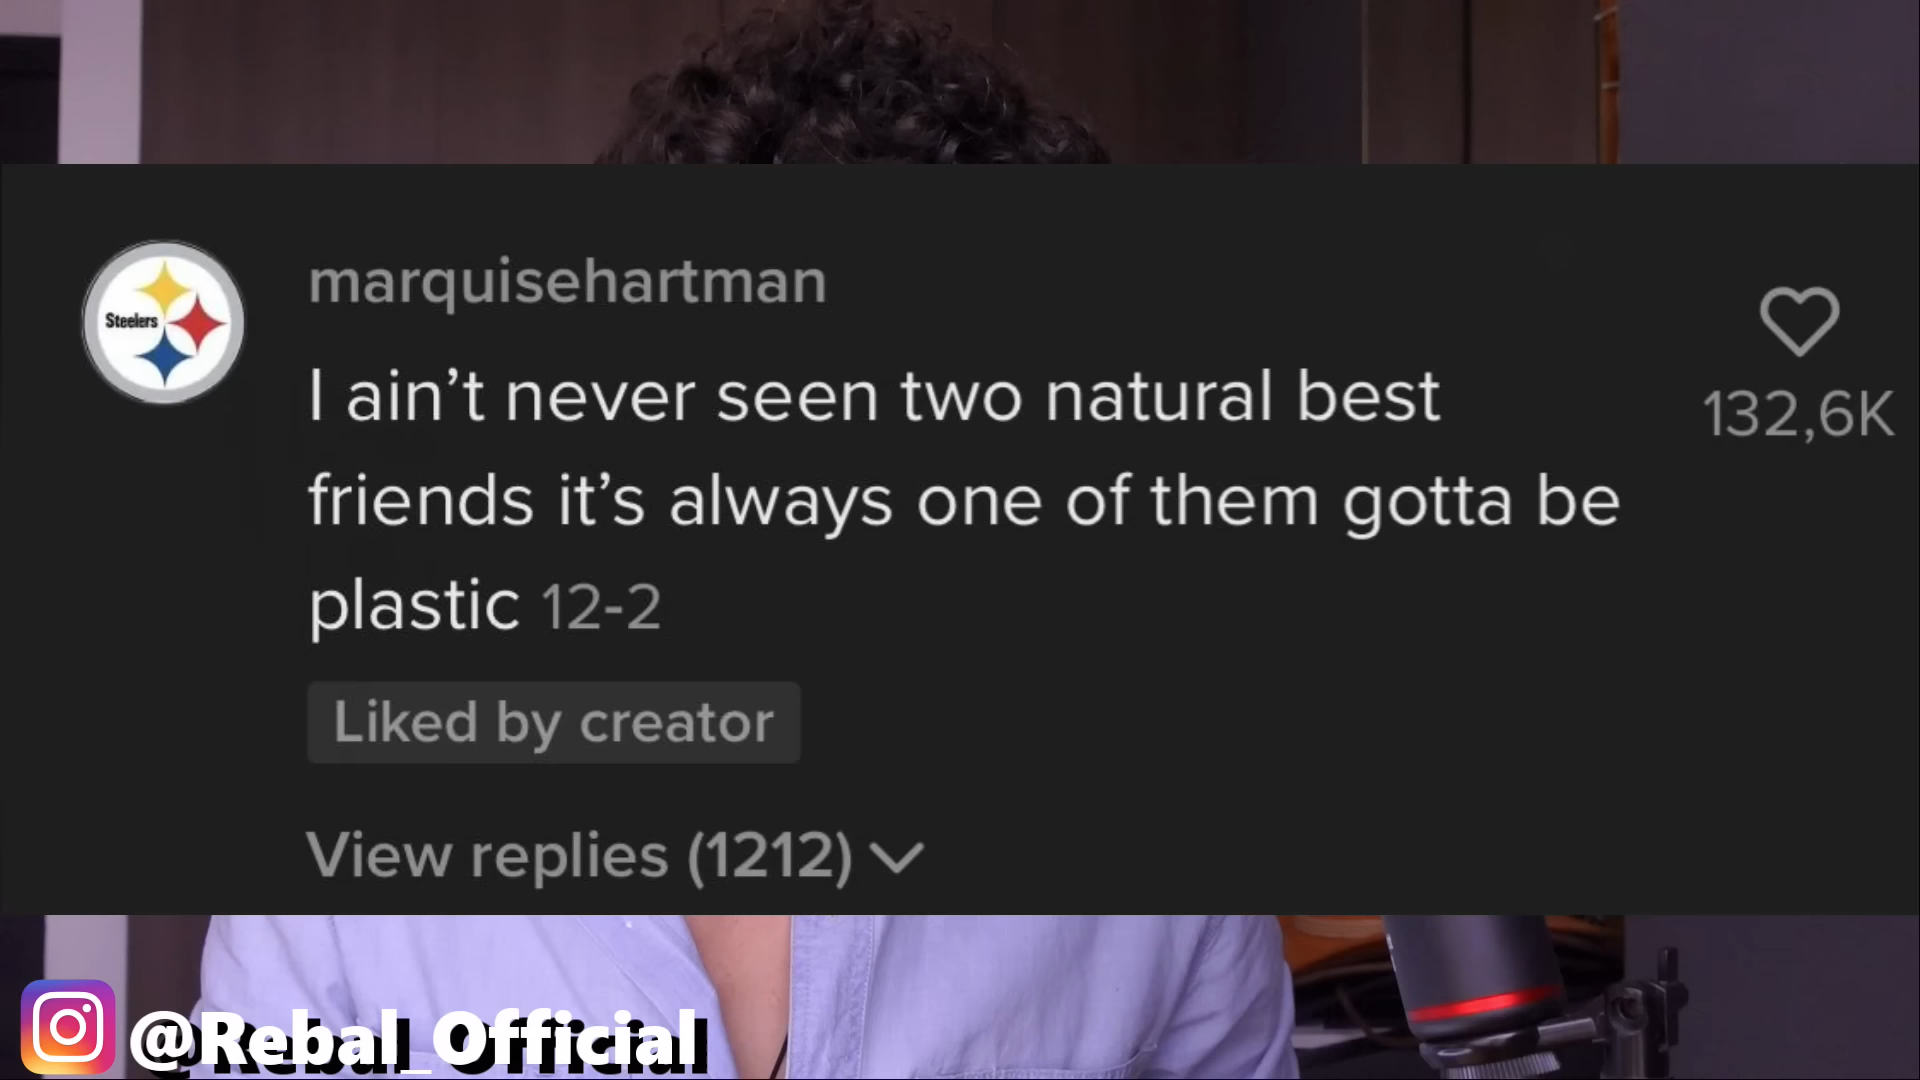 marquisehartman
Steelers
I ain't never seen two natural best
friends it's always one of them gotta be
plastic 12-2
132,6K
Liked by creator
View replies (1212)
@Rebal_Official